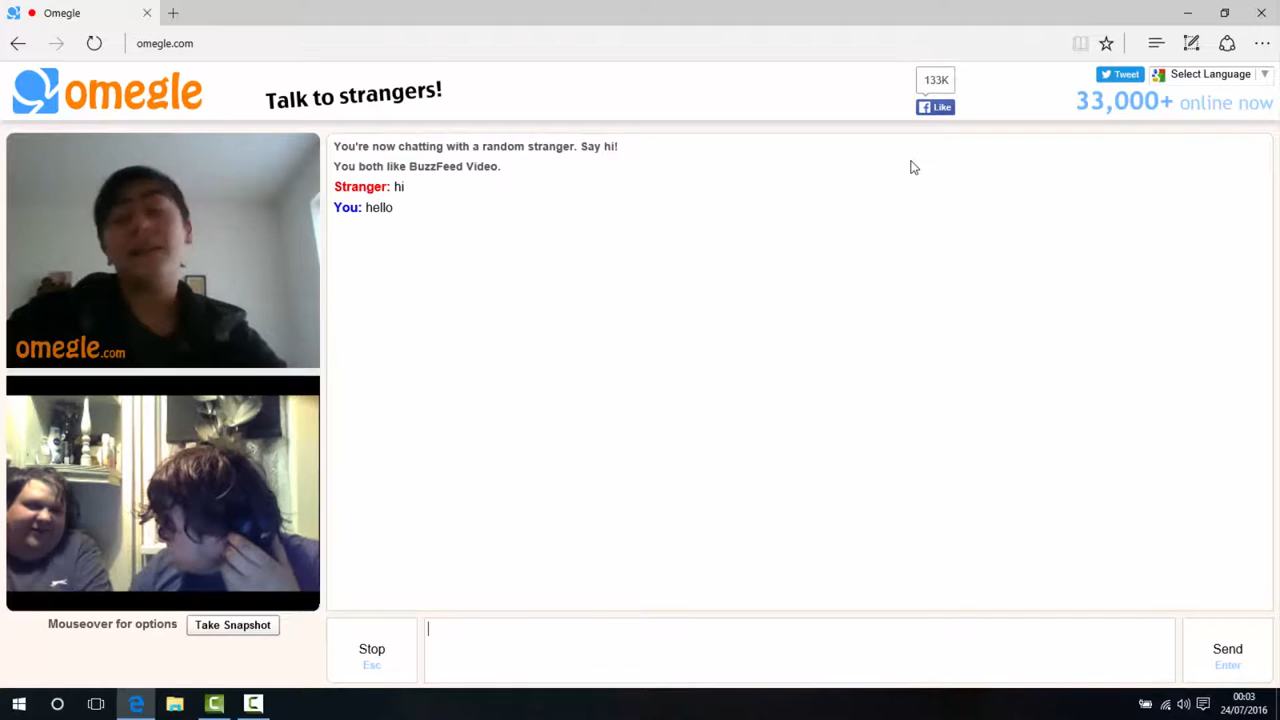 Omegle
omegle.com
omegle
Talk to strangers!
133K
Like
Tweet
Select Language
33,000+ online now
You're now chatting with a random stranger. Say hi!
You both like BuzzFeed Video.
Stranger: hi
You: hello
omegle.com
Mouseover for options
Take Snapshot
Stop
Esc
Send
Enter
00:03
24/07/2016